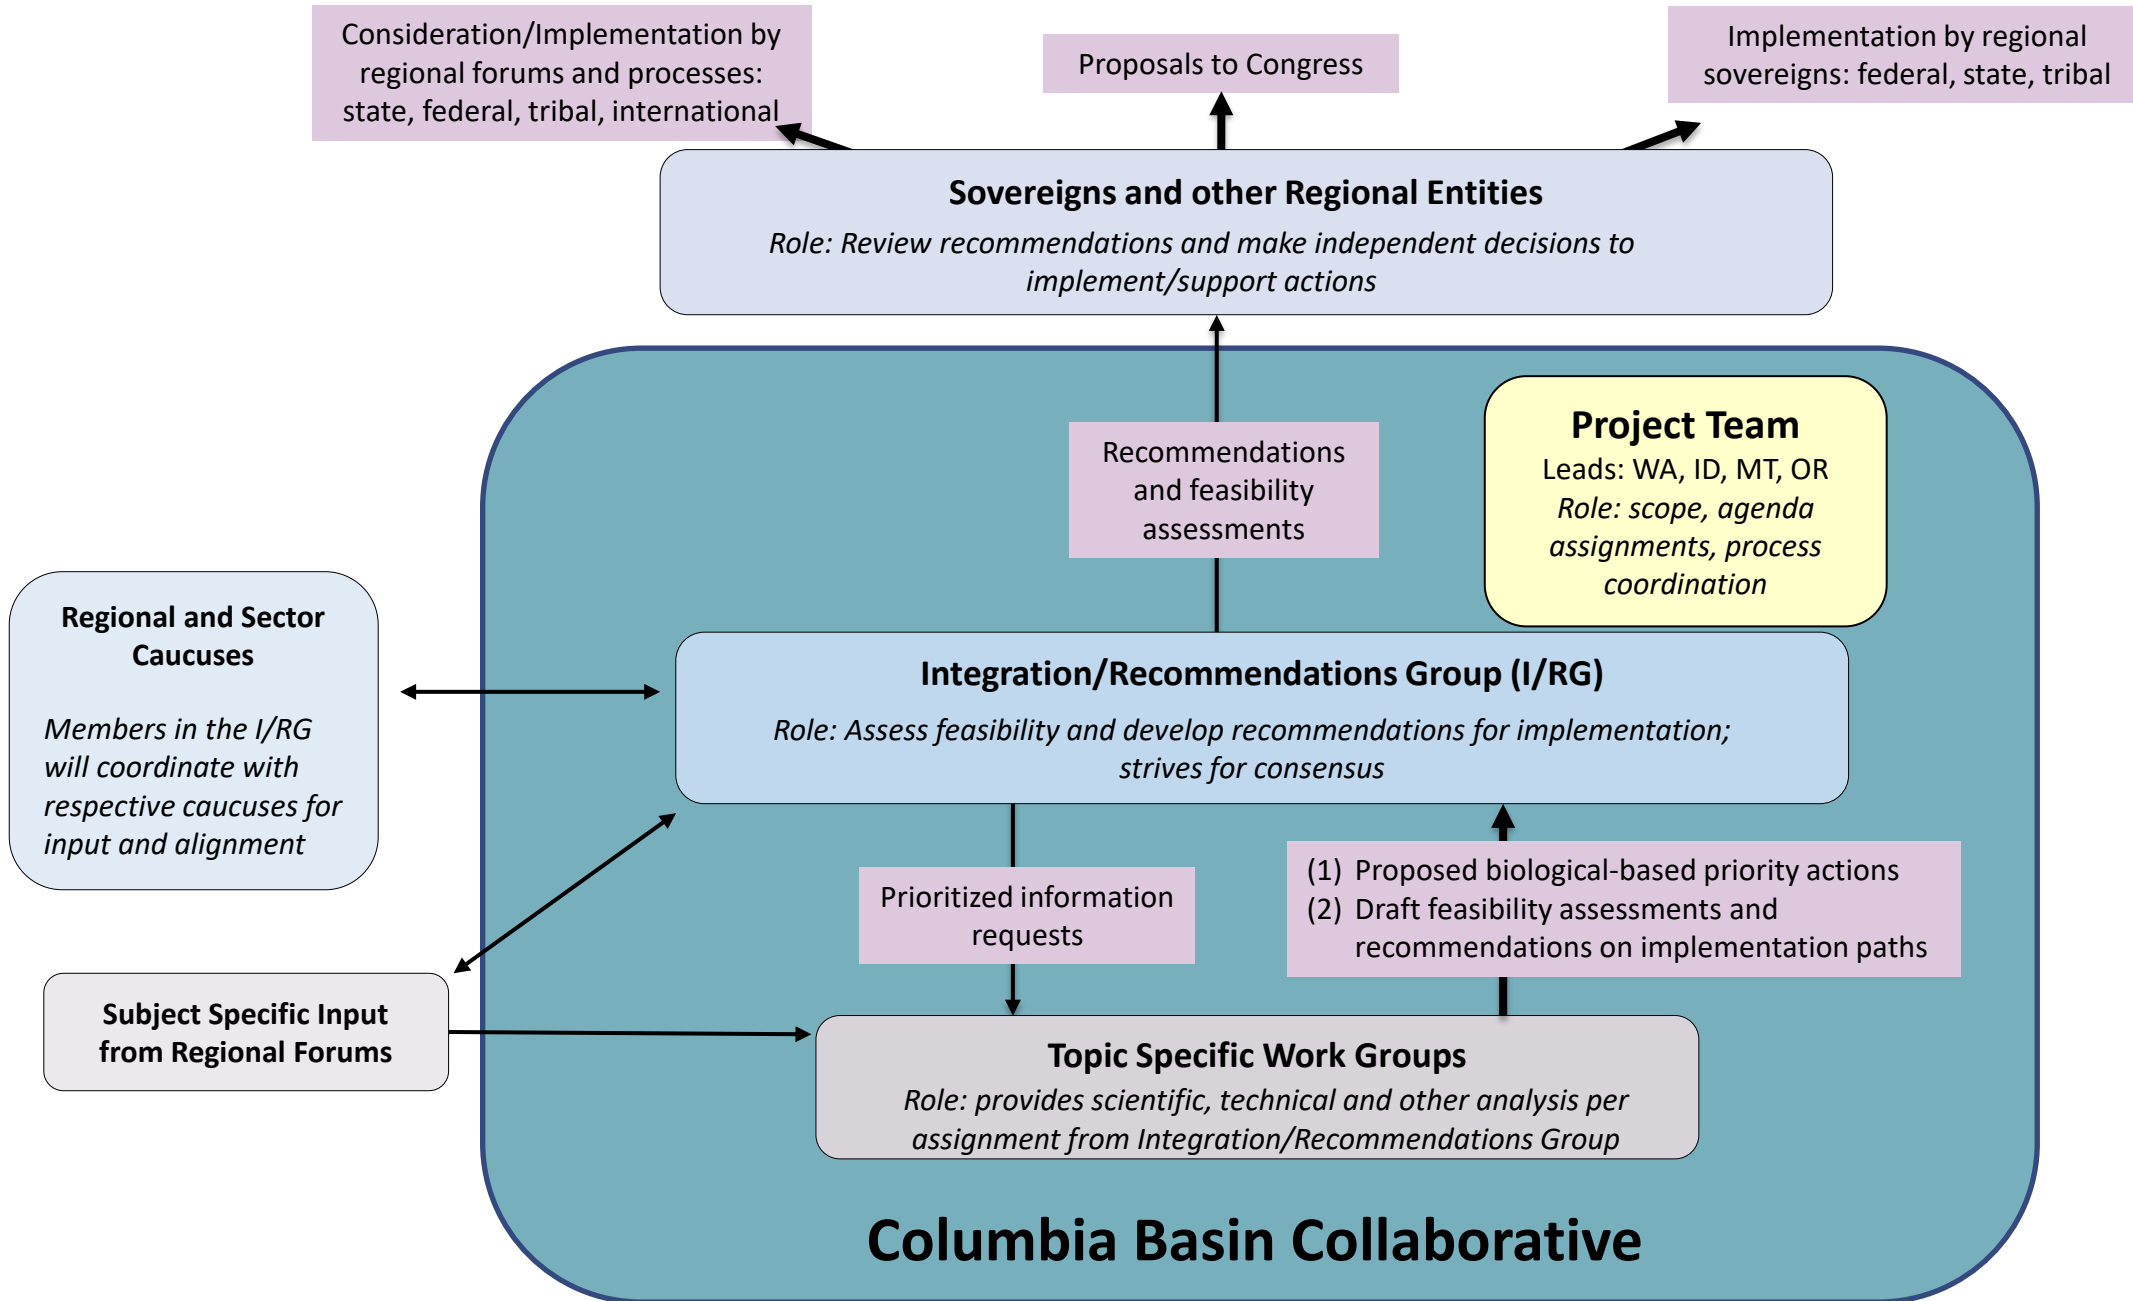 Consideration/Implementation by
regional forums and processes:
state, federal, tribal, international
Proposals to Congress
Implementation by regional
sovereigns: federal, state, tribal
Sovereigns and other Regional Entities
Role: Review recommendations and make independent decisions to
implement/support actions
Recommendations
and feasibility
assessments
Project Team
Leads: WA, ID, MT, OR
Role: scope, agenda
assignments, process
coordination
Regional and Sector
Caucuses
Members in the I/RG
will coordinate with
respective caucuses for
input and alignment
Integration/Recommendations Group (I/RG)
Role: Assess feasibility and develop recommendations for implementation;
strives for consensus
Prioritized information
requests
(1) Proposed biological-based priority actions
(2) Draft feasibility assessments and
recommendations on implementation paths
Subject Specific Input
from Regional Forums
Topic Specific Work Groups
Role: provides scientific, technical and other analysis per
assignment from Integration/Recommendations Group
Columbia Basin Collaborative